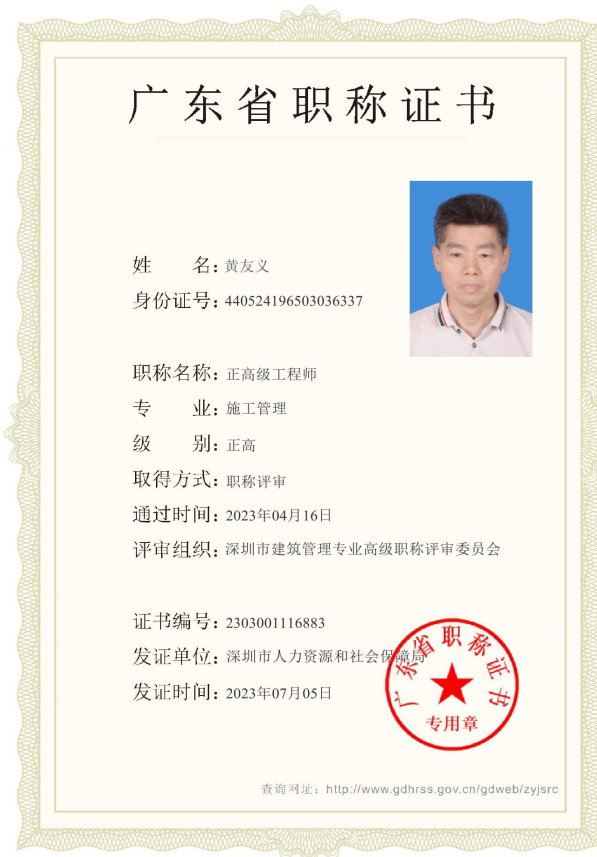 广东省职称证书
姓 名：黄友义
身份证号：440524196503036337
职称名称：正高级工程师
专 业：施工管理
级 别：正高
取得方式：职称评审
通过时间：2023年04月16日
评审组织：深圳市建筑管理专业高级职称评审委员会
证书编号：2303001116883
发证单位：深圳市人力资源和社会保障局
发证时间：2023年07月05日
广东省职称证书
专用章
查询网址：http://www.gdhrss.gov.cn/gdweb/zyjsrc